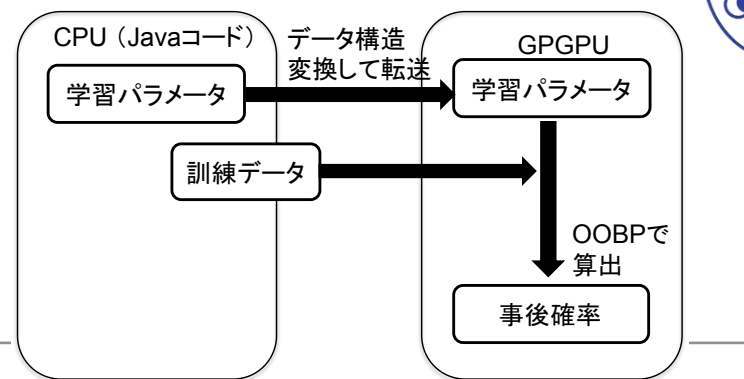 CPU（Javaコード）
データ構造
変換して転送
GPGPU
学習パラメータ
学習パラメータ
訓練データ
OOBPで
算出
事後確率